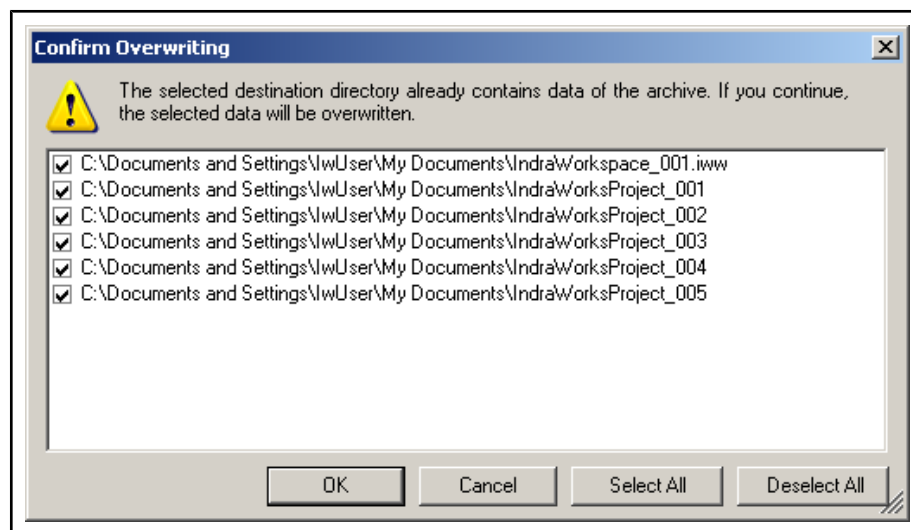 Confirm Overwriting
The selected destination directory already contains data of the archive. If you continue,
the selected data will be overwritten.
C:\Documents and Settings\IwUser\My Documents\IndraWorkspace_001.iww
C:\Documents and Settings\IwUser\My Documents\IndraWorksProject_001
C:\Documents and Settings\IwUser\My Documents\IndraWorksProject_002
C:\Documents and Settings\IwUser\My Documents\IndraWorksProject_003
C:\Documents and Settings\IwUser\My Documents\IndraWorksProject_004
C:\Documents and Settings\IwUser\My Documents\IndraWorksProject_005
OK Cancel Select All Deselect All